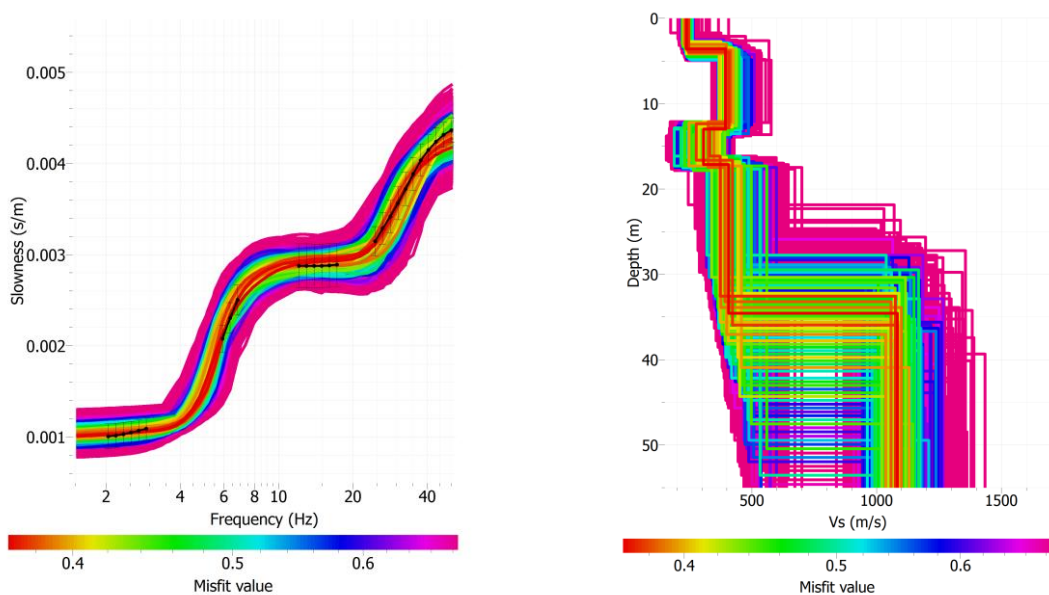 0.005
0.004
0.003
0.002
0.001
Slowness (s/m)
2 4 6 8 10 20 40
Frequency (Hz)
0.4 0.5 0.6
Misfit value
0
10
20
30
40
50
Depth (m)
500 1000 1500
Vs (m/s)
0.4 0.5 0.6
Misfit value